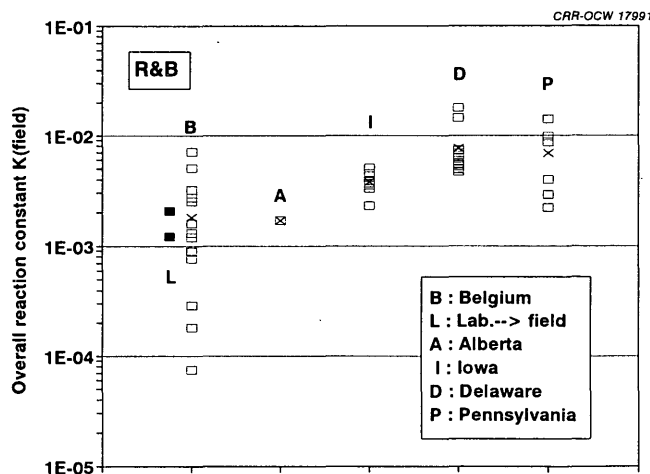 CRR-OCW 17991
1E-01
R&B
D
P
I
B
1E-02
A
1E-03
L
1E-04
1E-05
Overall reaction constant K(field)
B : Belgium
L : Lab.--> field
A : Alberta
I : Iowa
D : Delaware
P : Pennsylvania